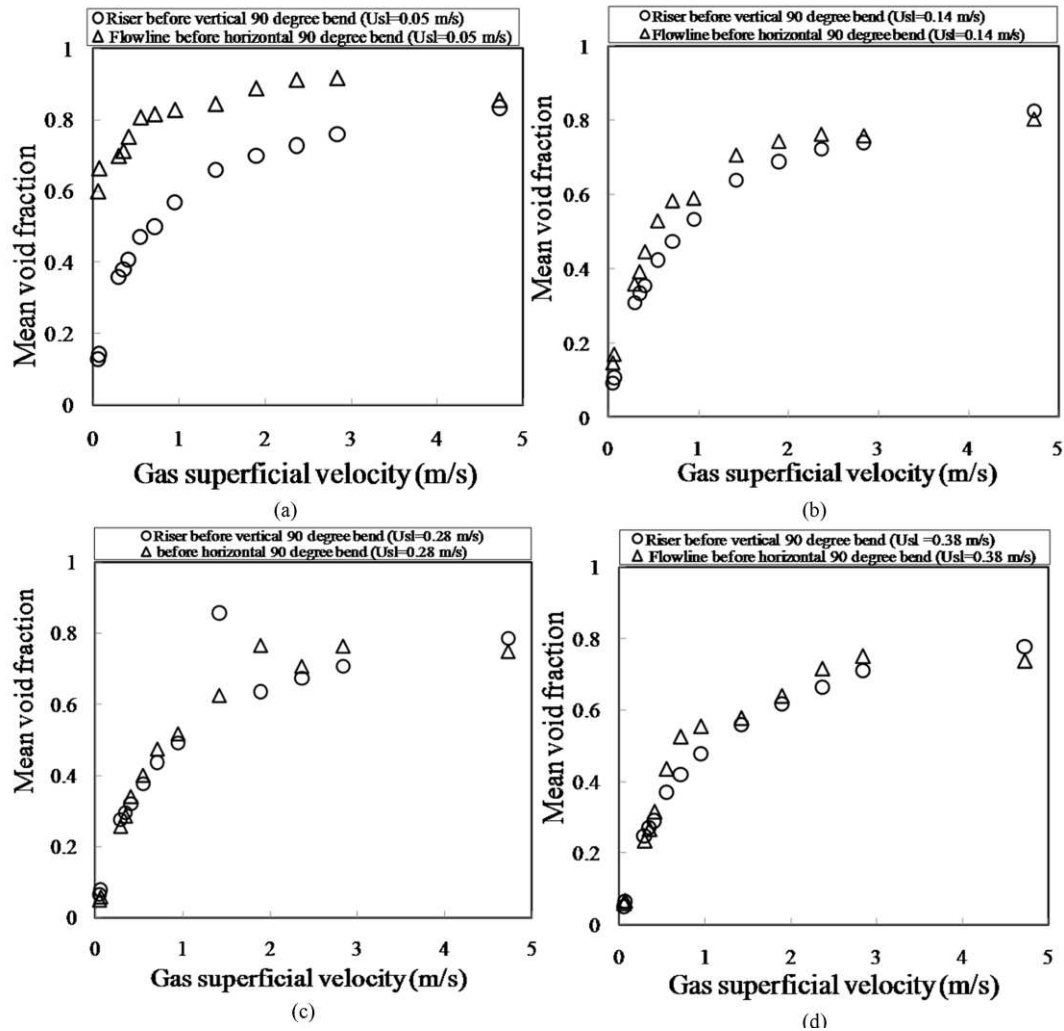 ○Riser before vertical 90 degree bend (Usl=0.05 m/s)
△ Flowline before horizontal 90 degree bend (Usl=0.05 m/s)
1
0.8
0.6
0.4
0.2
0
Mean void fraction
0 1 2 3 4 5
Gas superficial velocity (m/s)
(a)
○ Riser before vertical 90 degree bend (Usl=0.14 m/s)
△ Flowline before horizontal 90 degree bend (Usl=0.14 m/s)
1
0.8
0.6
0.4
0.2
0
Mean void fraction
0 1 2 3 4 5
Gas superficial velocity (m/s)
(b)
○Riser before vertical 90 degree bend (Usl=0.28 m/s)
△ before horizontal 90 degree bend (Usl=0.28 m/s)
1
0.8
0.6
0.4
0.2
0
Mean void fraction
0 1 2 3 4 5
Gas superficial velocity (m/s)
(c)
○Riser before vertical 90 degree bend (Usl =0.38 m/s)
△ Flowline before horizontal 90 degree bend (Usl=0.38 m/s)
1
0.8
0.6
0.4
0.2
0
Mean void fraction
0 1 2 3 4 5
Gas superficial velocity (m/s)
(d)